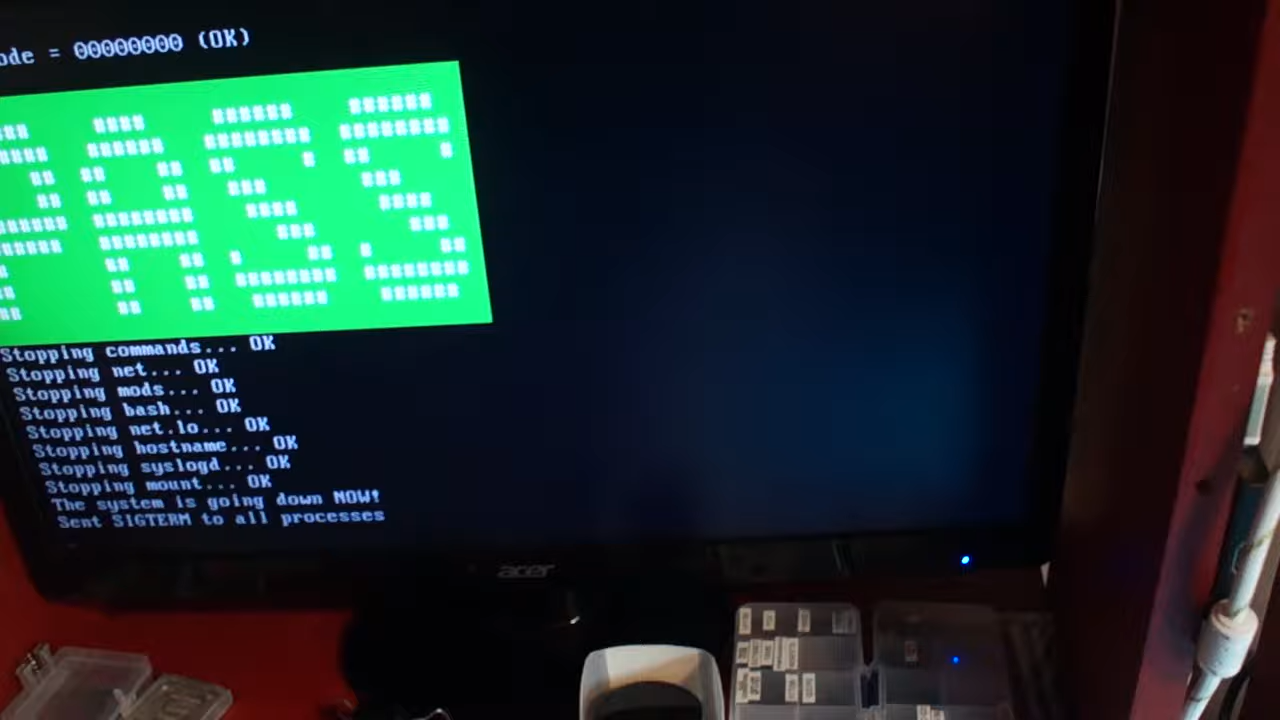 ode = 00000000 (OK)
PASS
Stopping commands... OK
Stopping net... OK
Stopping mods... OK
Stopping bash... OK
Stopping net.lo... OK
Stopping hostname... OK
Stopping syslogd... OK
Stopping mount... OK
The system is going down NOW!
Sent SIGTERM to all processes
acer